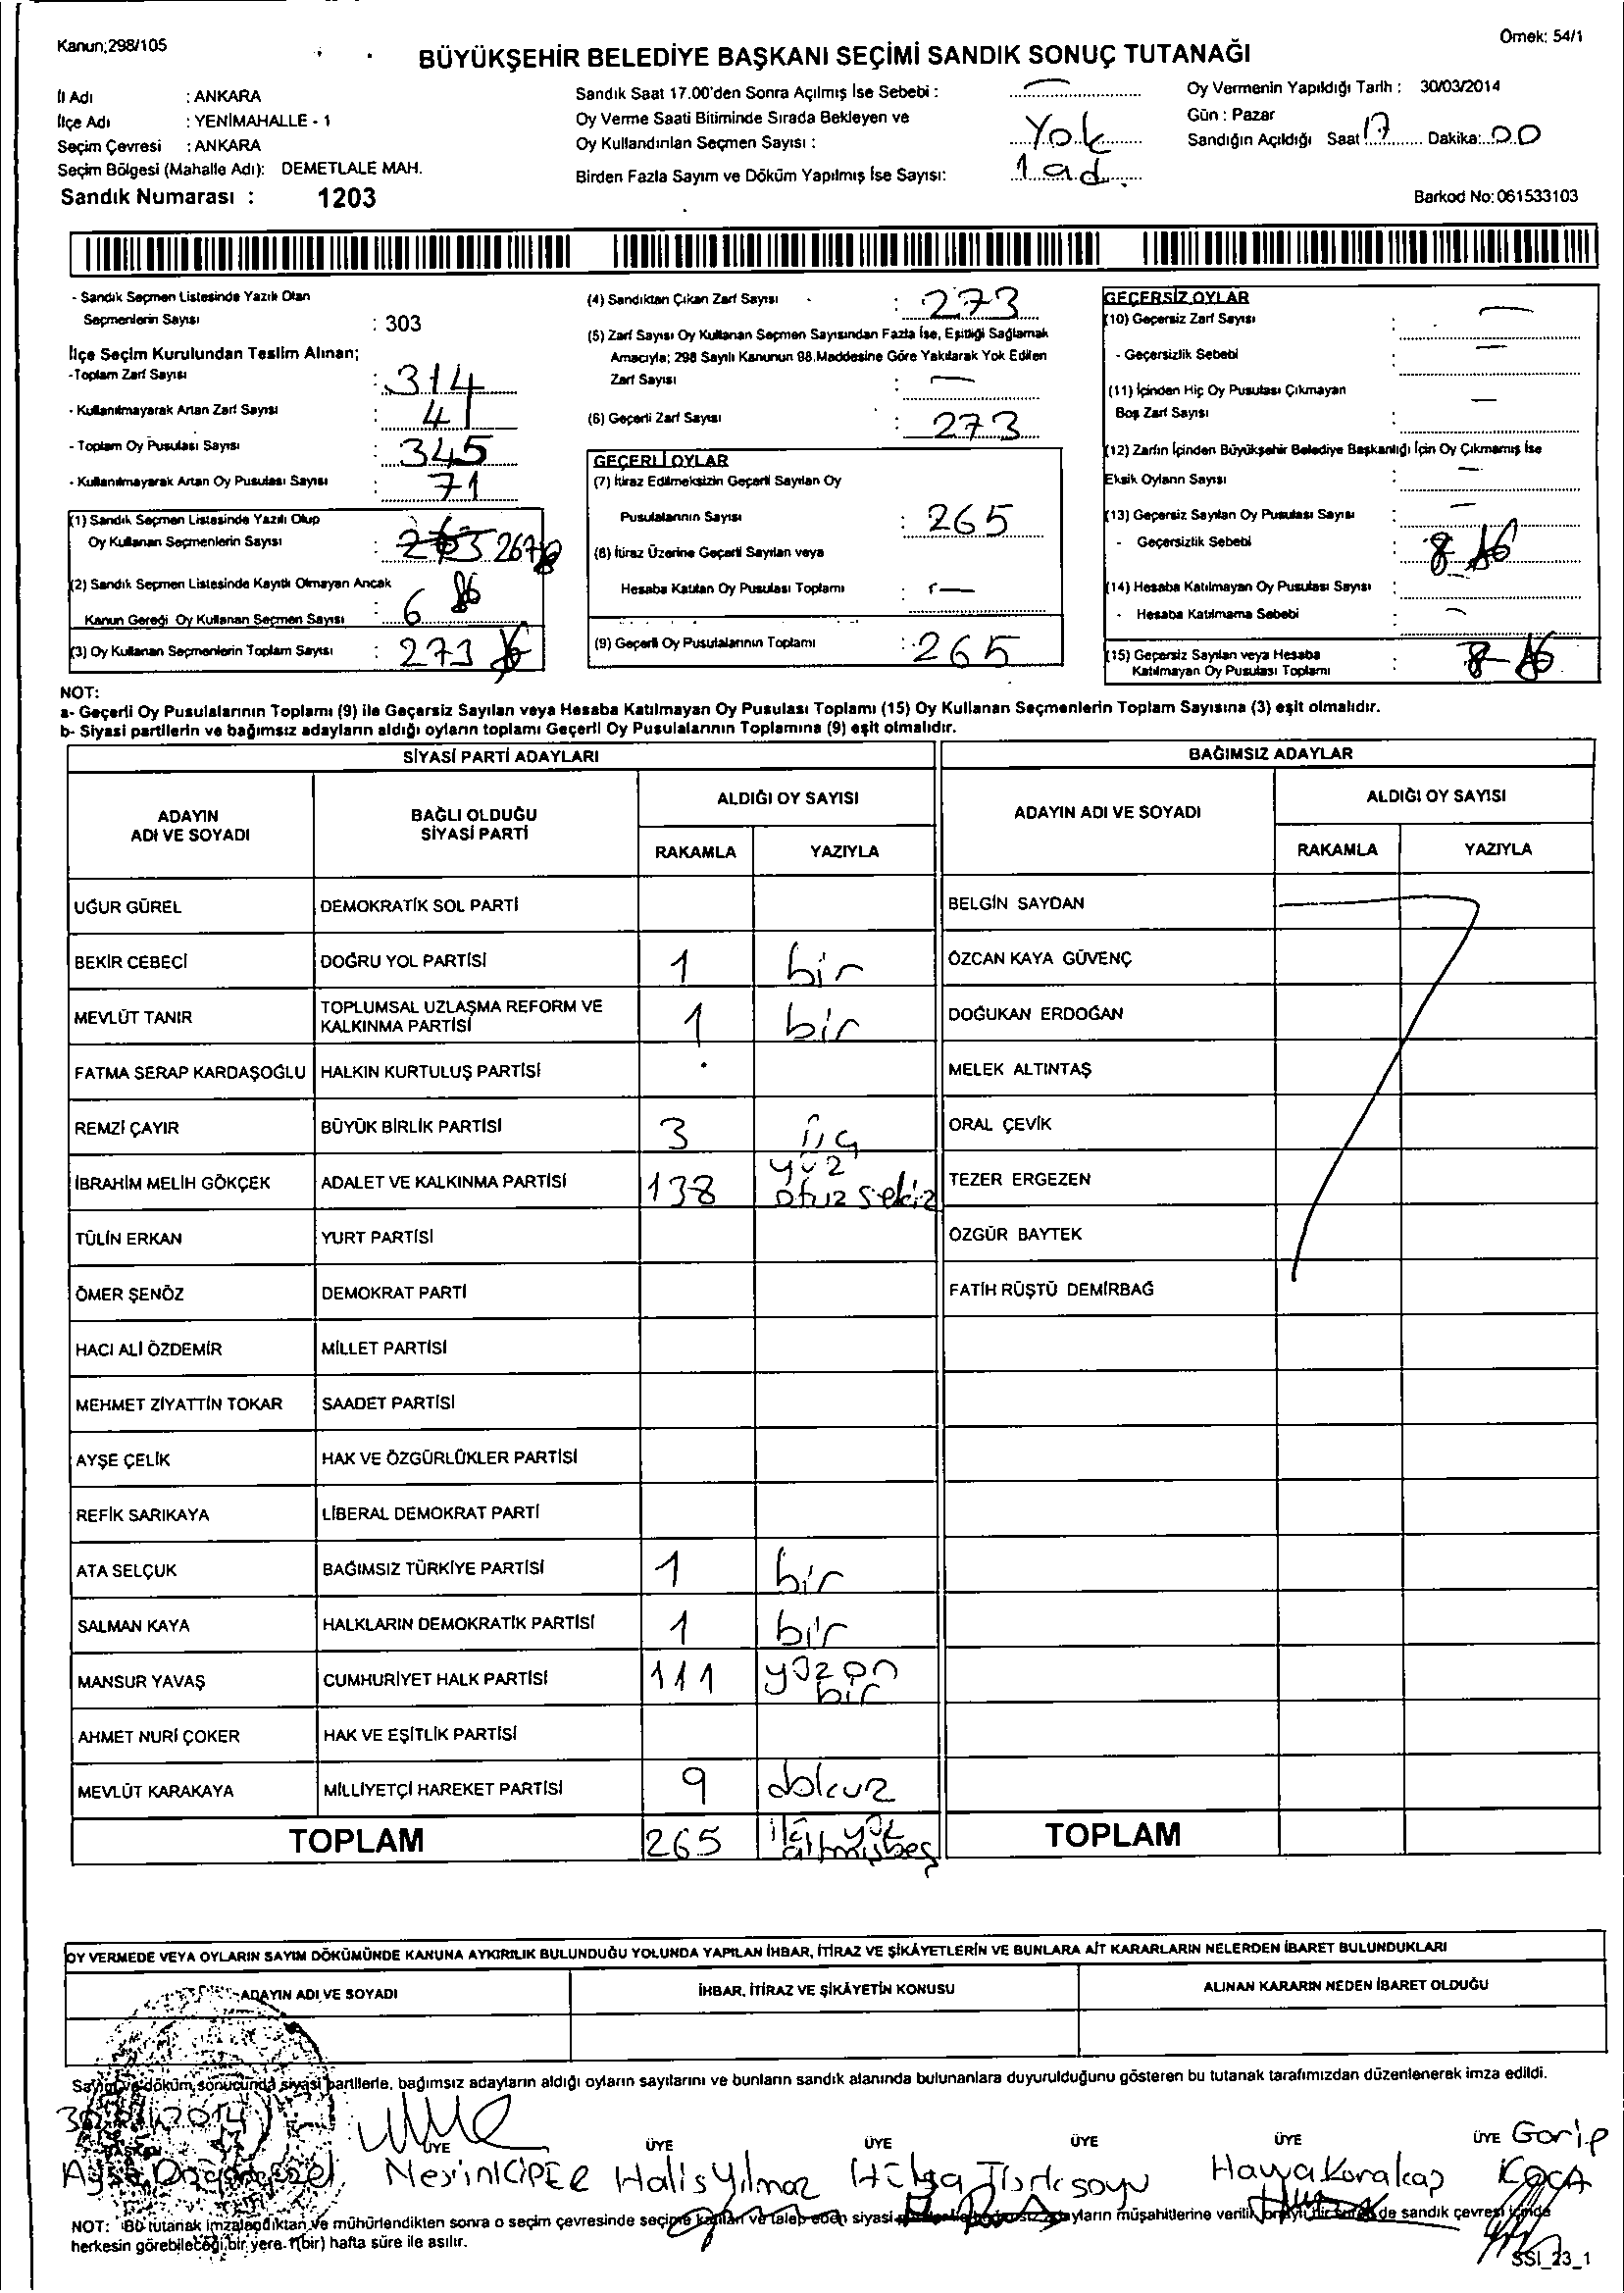 Kanun;298/105
Örnek: 54/1
BÜYÜKŞEHİR BELEDİYE BAŞKANI SEÇİMİ SANDIK SONUÇ TUTANAĞI
İl Adı : ANKARA
İlçe Adı : YENİMAHALLE - 1
Seçim Çevresi : ANKARA
Seçim Bölgesi (Mahalle Adı): DEMETLALE MAH.
Sandık Numarası : 1203
Sandık Saat 17.00'den Sonra Açılmış İse Sebebi : —
Oy Verme Saati Bitiminde Sırada Bekleyen ve
Oy Kullandırılan Seçmen Sayısı : Yok
Birden Fazla Sayım ve Döküm Yapılmış İse Sayısı: 1 ad.
Oy Vermenin Yapıldığı Tarih : 30/03/2014
Gün : Pazar
Sandığın Açıldığı Saat 17 Dakika: 00
Barkod No: 061533103
- Sandık Seçmen Listesinde Yazılı Olan
Seçmenlerin Sayısı : 303
İlçe Seçim Kurulundan Teslim Alınan;
-Toplam Zarf Sayısı : 314
- Kullanılmayarak Artan Zarf Sayısı : 41
- Toplam Oy Pusulası Sayısı : 345
- Kullanılmayarak Artan Oy Pusulası Sayısı : 71
(1) Sandık Seçmen Listesinde Yazılı Olup
Oy Kullanan Seçmenlerin Sayısı : 267
(2) Sandık Seçmen Listesinde Kayıtlı Olmayan Ancak
Kanun Gereği Oy Kullanan Seçmen Sayısı : 6
(3) Oy Kullanan Seçmenlerin Toplam Sayısı : 273
(4) Sandıktan Çıkan Zarf Sayısı : 273
(5) Zarf Sayısı Oy Kullanan Seçmen Sayısından Fazla İse, Eşitliği Sağlamak
Amacıyla; 298 Sayılı Kanunun 98.Maddesine Göre Yakılarak Yok Edilen
Zarf Sayısı : —
(6) Geçerli Zarf Sayısı : 273
GEÇERLİ OYLAR
(7) İtiraz Edilmeksizin Geçerli Sayılan Oy
Pusulalarının Sayısı : 265
(8) İtiraz Üzerine Geçerli Sayılan veya
Hesaba Katılan Oy Pusulası Toplamı : —
(9) Geçerli Oy Pusulalarının Toplamı : 265
GEÇERSİZ OYLAR
(10) Geçersiz Zarf Sayısı : —
- Geçersizlik Sebebi : —
(11) İçinden Hiç Oy Pusulası Çıkmayan
Boş Zarf Sayısı : —
(12) Zarfın İçinden Büyükşehir Belediye Başkanlığı İçin Oy Çıkmamış İse
Eksik Oyların Sayısı : —
(13) Geçersiz Sayılan Oy Pusulası Sayısı : —
- Geçersizlik Sebebi : 8
(14) Hesaba Katılmayan Oy Pusulası Sayısı :
- Hesaba Katılmama Sebebi : —
(15) Geçersiz Sayılan veya Hesaba
Katılmayan Oy Pusulası Toplamı : 8
NOT:
a- Geçerli Oy Pusulalarının Toplamı (9) ile Geçersiz Sayılan veya Hesaba Katılmayan Oy Pusulası Toplamı (15) Oy Kullanan Seçmenlerin Toplam Sayısına (3) eşit olmalıdır.
b- Siyasi partilerin ve bağımsız adayların aldığı oyların toplamı Geçerli Oy Pusulalarının Toplamına (9) eşit olmalıdır.
SİYASİ PARTİ ADAYLARI
BAĞIMSIZ ADAYLAR
ADAYIN ADI VE SOYADI
BAĞLI OLDUĞU SİYASİ PARTİ
ALDIĞI OY SAYISI
RAKAMLA YAZIYLA
ADAYIN ADI VE SOYADI
ALDIĞI OY SAYISI
RAKAMLA YAZIYLA
UĞUR GÜREL DEMOKRATİK SOL PARTİ BELGİN SAYDAN
BEKİR CEBECİ DOĞRU YOL PARTİSİ 1 bir ÖZCAN KAYA GÜVENÇ
MEVLÜT TANIR TOPLUMSAL UZLAŞMA REFORM VE KALKINMA PARTİSİ 1 bir DOĞUKAN ERDOĞAN
FATMA SERAP KARDAŞOĞLU HALKIN KURTULUŞ PARTİSİ MELEK ALTINTAŞ
REMZİ ÇAYIR BÜYÜK BİRLİK PARTİSİ 3 üç ORAL ÇEVİK
İBRAHİM MELİH GÖKÇEK ADALET VE KALKINMA PARTİSİ 138 yüz otuz sekiz TEZER ERGEZEN
TÜLİN ERKAN YURT PARTİSİ ÖZGÜR BAYTEK
ÖMER ŞENÖZ DEMOKRAT PARTİ FATİH RÜŞTÜ DEMİRBAĞ
HACI ALİ ÖZDEMİR MİLLET PARTİSİ
MEHMET ZİYATTİN TOKAR SAADET PARTİSİ
AYŞE ÇELİK HAK VE ÖZGÜRLÜKLER PARTİSİ
REFİK SARIKAYA LİBERAL DEMOKRAT PARTİ
ATA SELÇUK BAĞIMSIZ TÜRKİYE PARTİSİ 1 bir
SALMAN KAYA HALKLARIN DEMOKRATİK PARTİSİ 1 bir
MANSUR YAVAŞ CUMHURİYET HALK PARTİSİ 111 yüz on bir
AHMET NURİ ÇOKER HAK VE EŞİTLİK PARTİSİ
MEVLÜT KARAKAYA MİLLİYETÇİ HAREKET PARTİSİ 9 dokuz
TOPLAM 265 iki yüz altmışbeş TOPLAM
OY VERMEDE VEYA OYLARIN SAYIM DÖKÜMÜNDE KANUNA AYKIRILIK BULUNDUĞU YOLUNDA YAPILAN İHBAR, İTİRAZ VE ŞİKÂYETLERİN VE BUNLARA AİT KARARLARIN NELERDEN İBARET BULUNDUKLARI
ADAYIN ADI VE SOYADI
İHBAR, İTİRAZ VE ŞİKÂYETİN KONUSU
ALINAN KARARIN NEDEN İBARET OLDUĞU
Sayım ve döküm sonucunda siyasi partilerle, bağımsız adayların aldığı oyların sayılarını ve bunların sandık alanında bulunanlara duyurulduğunu gösteren bu tutanak tarafımızdan düzenlenerek imza edildi.
BAŞKAN ÜYE ÜYE ÜYE ÜYE ÜYE ÜYE Garip
Halis Yılmaz Hülya Türksoyu Havva Karakap KOCA
NOT: Bu tutanak imzalandıktan ve mühürlendikten sonra o seçim çevresinde seçime katılan ve talep eden siyasi adayların müşahitlerine verilir, de sandık çevresi içinde
herkesin görebileceği bir yere 1(bir) hafta süre ile asılır.
SSI_23_1